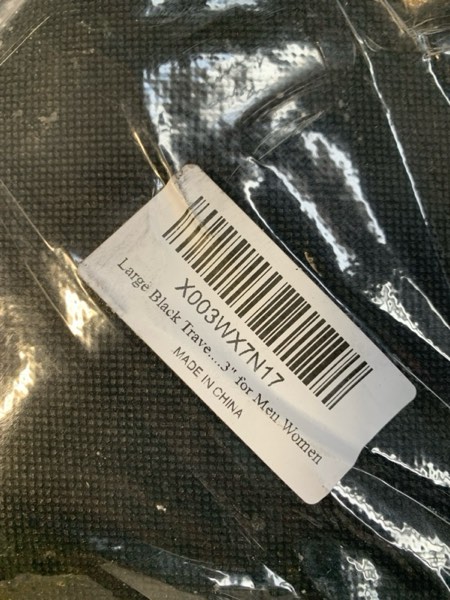 X003WX7N17
Large Black Trave....3" for Men Women
MADE IN CHINA